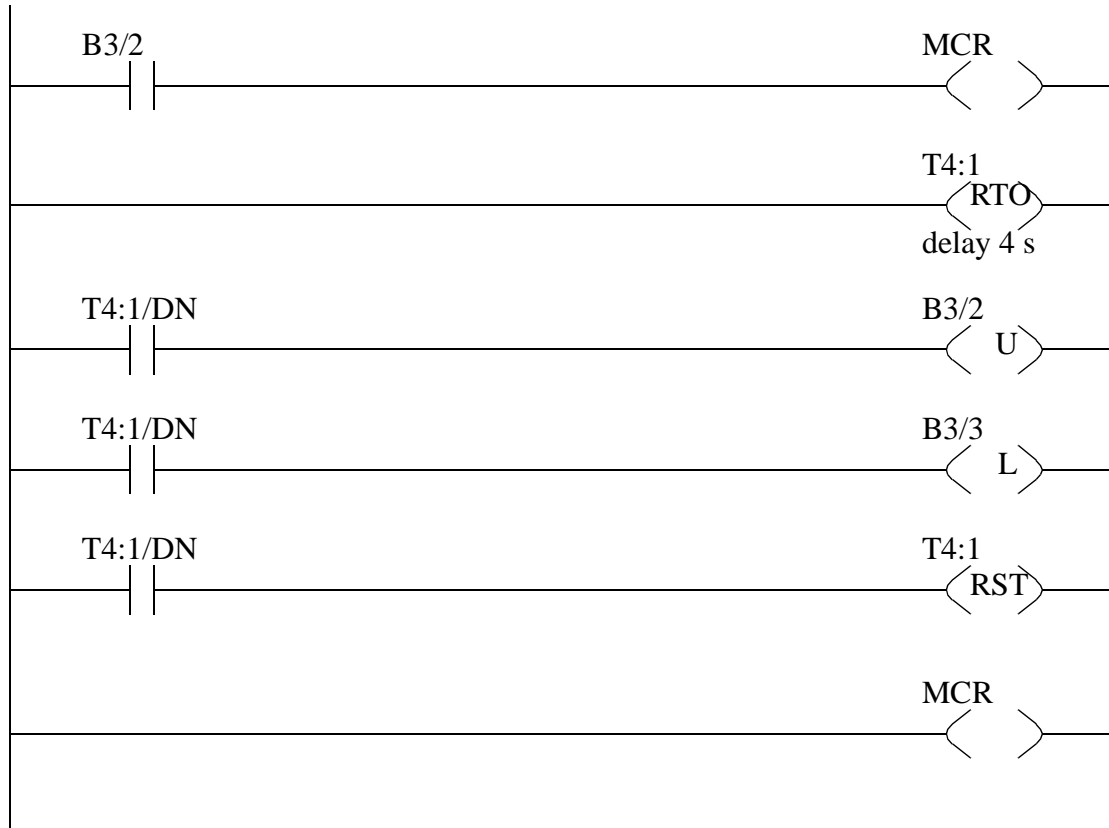 B3/2 MCR
T4:1
RTO
delay 4 s
T4:1/DN B3/2
U
T4:1/DN B3/3
L
T4:1/DN T4:1
RST
MCR